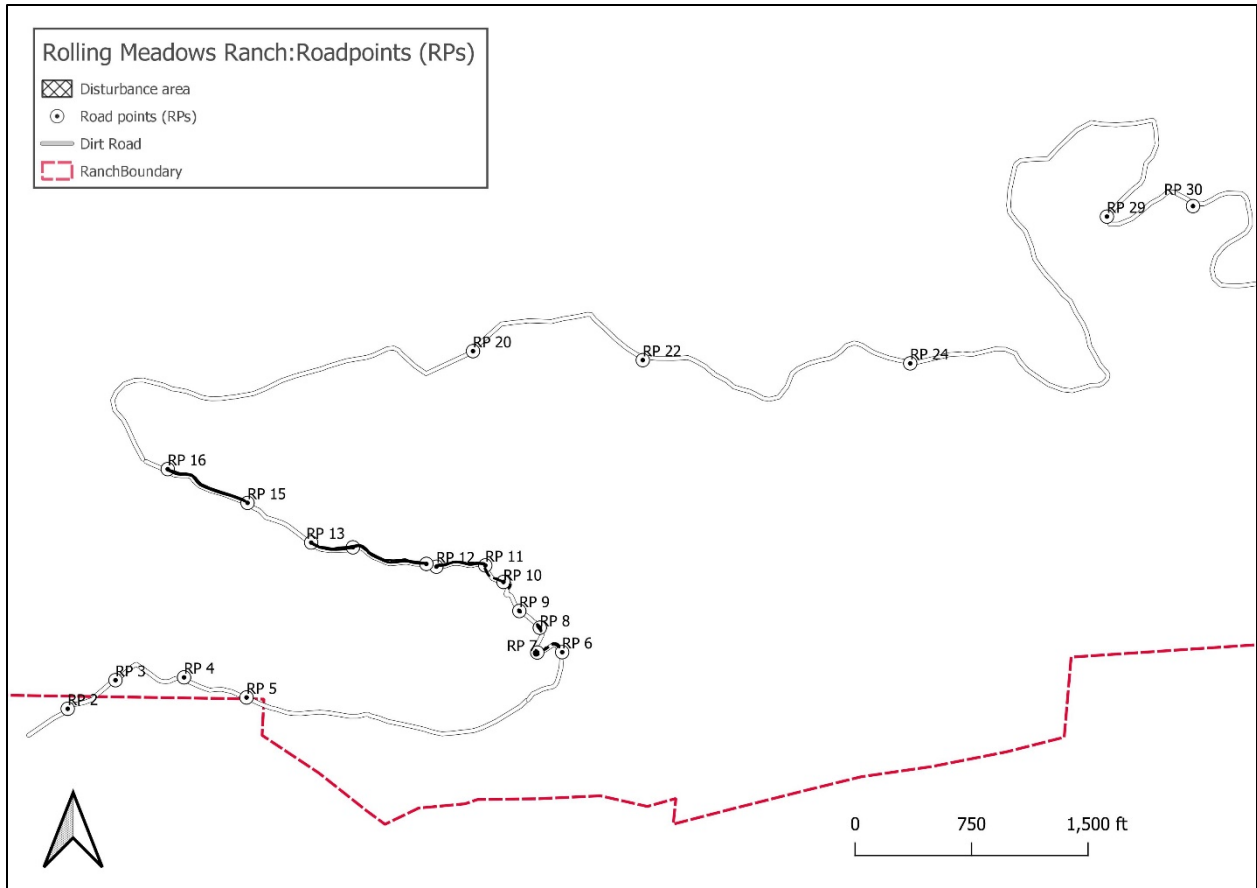 Rolling Meadows Ranch:Roadpoints (RPs)
Disturbance area
Road points (RPs)
Dirt Road
RanchBoundary
RP 30
RP 29
RP 20
RP 22
RP 24
RP 16
RP 15
RP 13
RP 12
RP 11
RP 10
RP 9
RP 8
RP 7
RP 6
RP 4
RP 3
RP 5
RP 2
0 750 1,500 ft